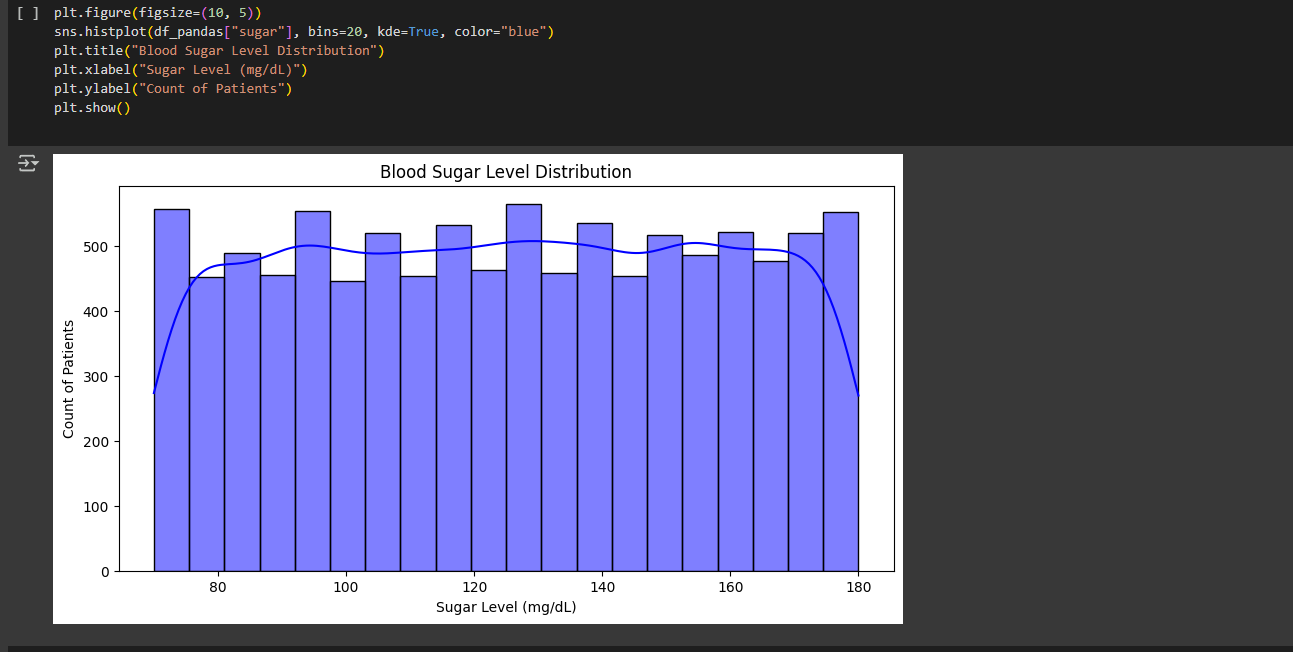 [ ] plt.figure(figsize=(10, 5))
sns.histplot(df_pandas["sugar"], bins=20, kde=True, color="blue")
plt.title("Blood Sugar Level Distribution")
plt.xlabel("Sugar Level (mg/dL)")
plt.ylabel("Count of Patients")
plt.show()
Blood Sugar Level Distribution
500
400
300
200
100
0
Count of Patients
80 100 120 140 160 180
Sugar Level (mg/dL)